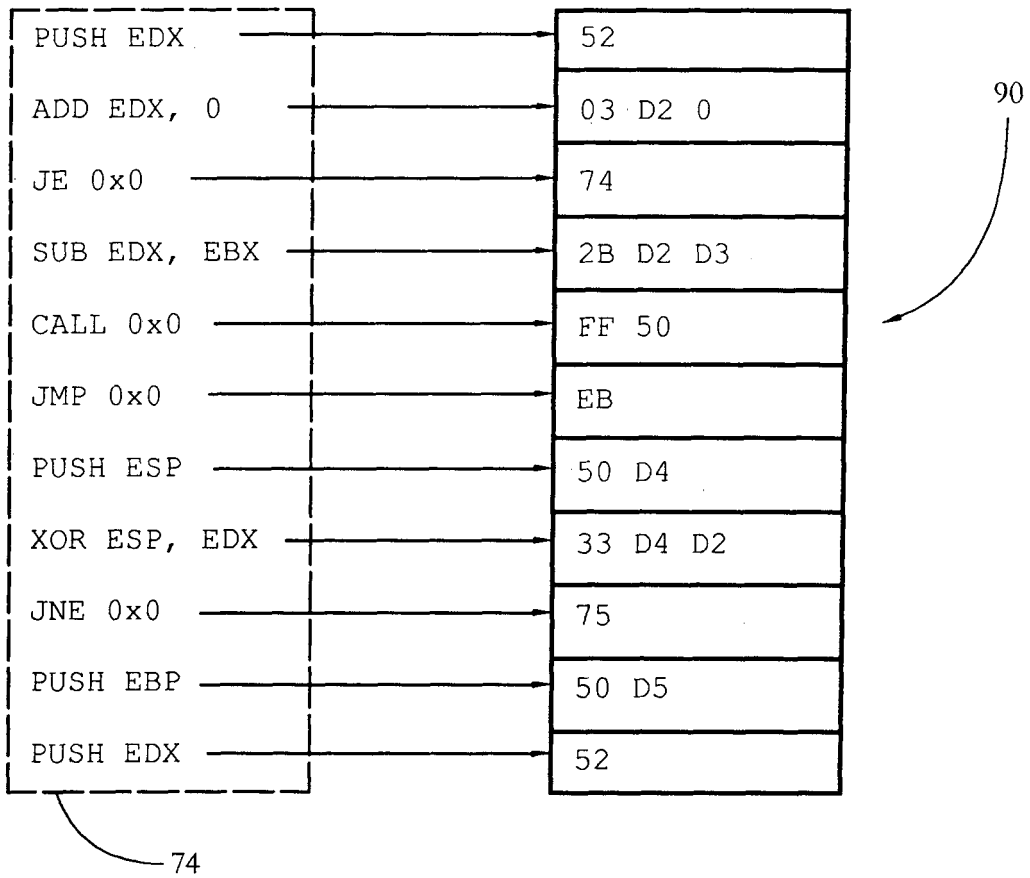 PUSH EDX 52
ADD EDX, 0 03 D2 0
90
JE 0x0 74
SUB EDX, EBX 2B D2 D3
CALL 0x0 FF 50
JMP 0x0 EB
PUSH ESP 50 D4
XOR ESP, EDX 33 D4 D2
JNE 0x0 75
PUSH EBP 50 D5
PUSH EDX 52
74